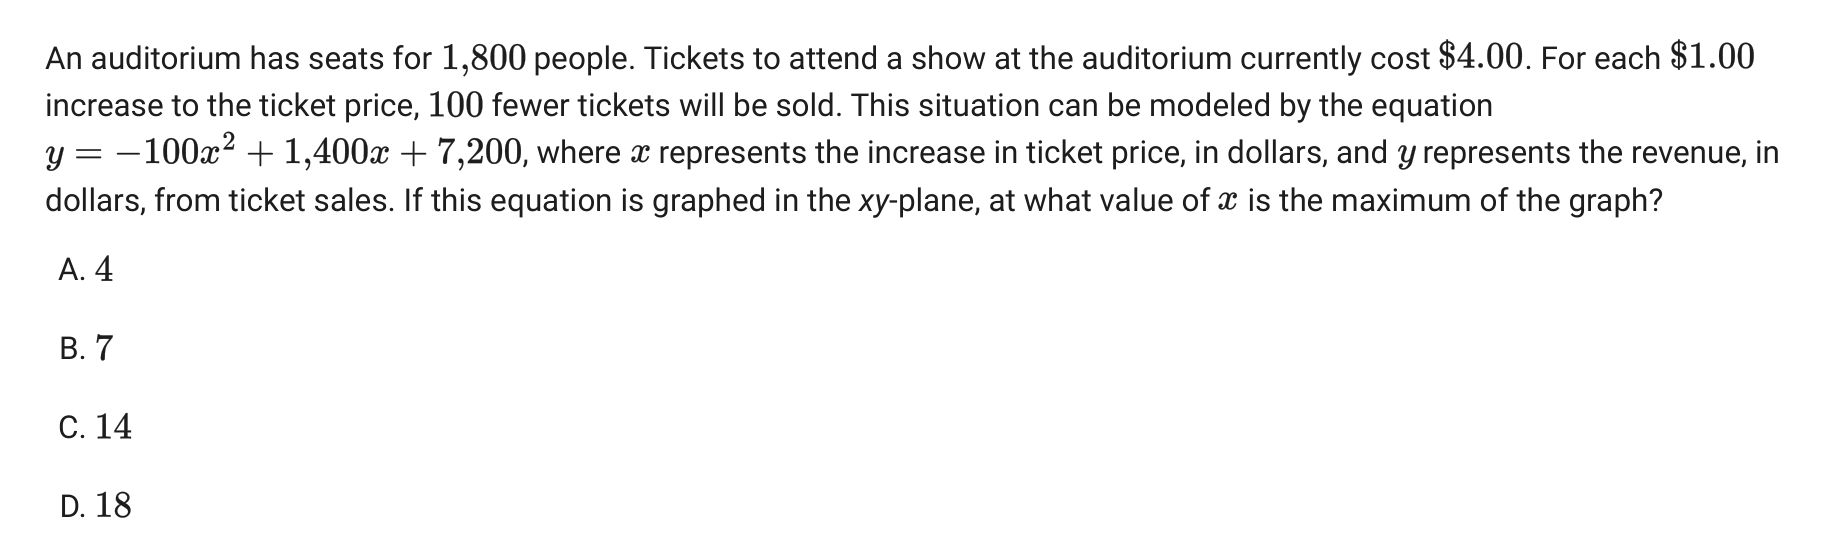 An auditorium has seats for 1,800 people. Tickets to attend a show at the auditorium currently cost $4.00. For each $1.00
increase to the ticket price, 100 fewer tickets will be sold. This situation can be modeled by the equation
y = −100x² + 1,400x + 7,200, where x represents the increase in ticket price, in dollars, and y represents the revenue, in
dollars, from ticket sales. If this equation is graphed in the xy-plane, at what value of x is the maximum of the graph?
A. 4
B. 7
C. 14
D. 18